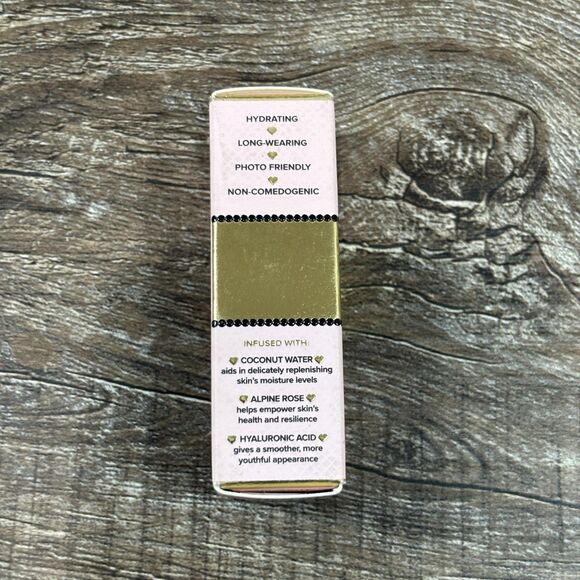 HYDRATING
LONG-WEARING
PHOTO FRIENDLY
NON-COMEDOGENIC
INFUSED WITH:
COCONUT WATER
aids in delicately replenishing
skin's moisture levels
ALPINE ROSE
helps empower skin's
health and resilience
HYALURONIC ACID
gives a smoother, more
youthful appearance